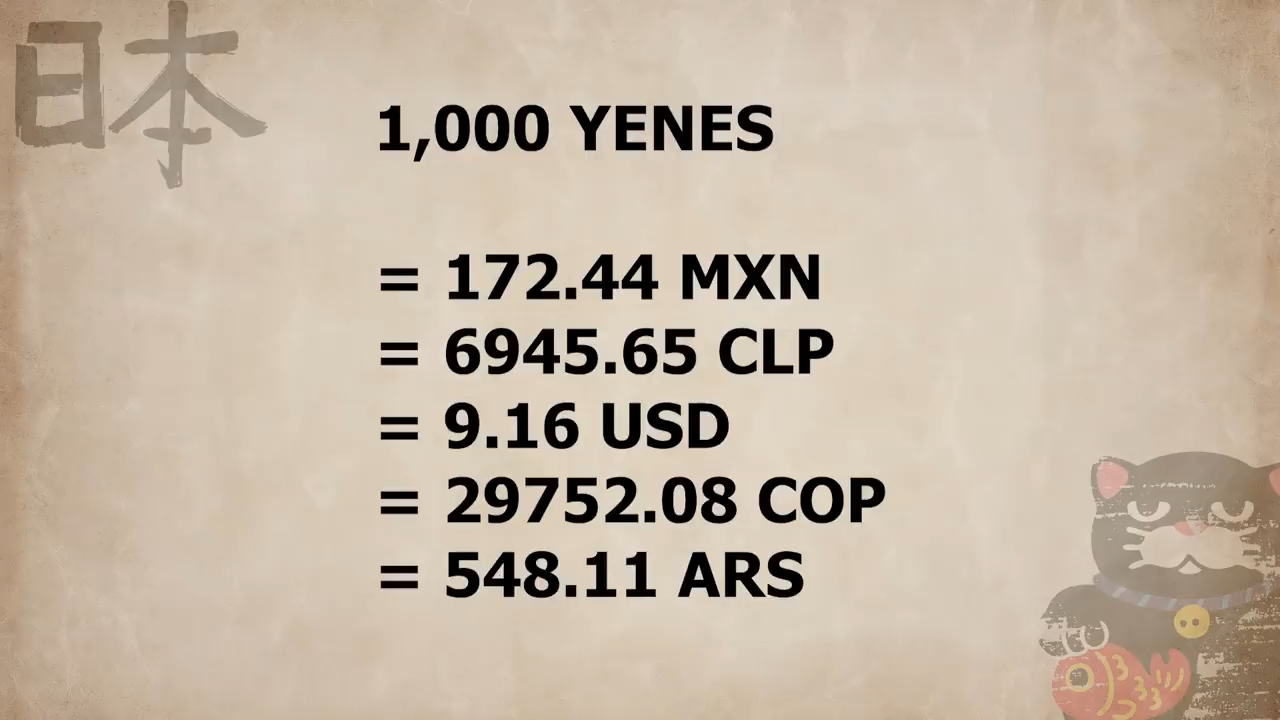 日本
1,000 YENES
= 172.44 MXN
= 6945.65 CLP
= 9.16 USD
= 29752.08 COP
= 548.11 ARS